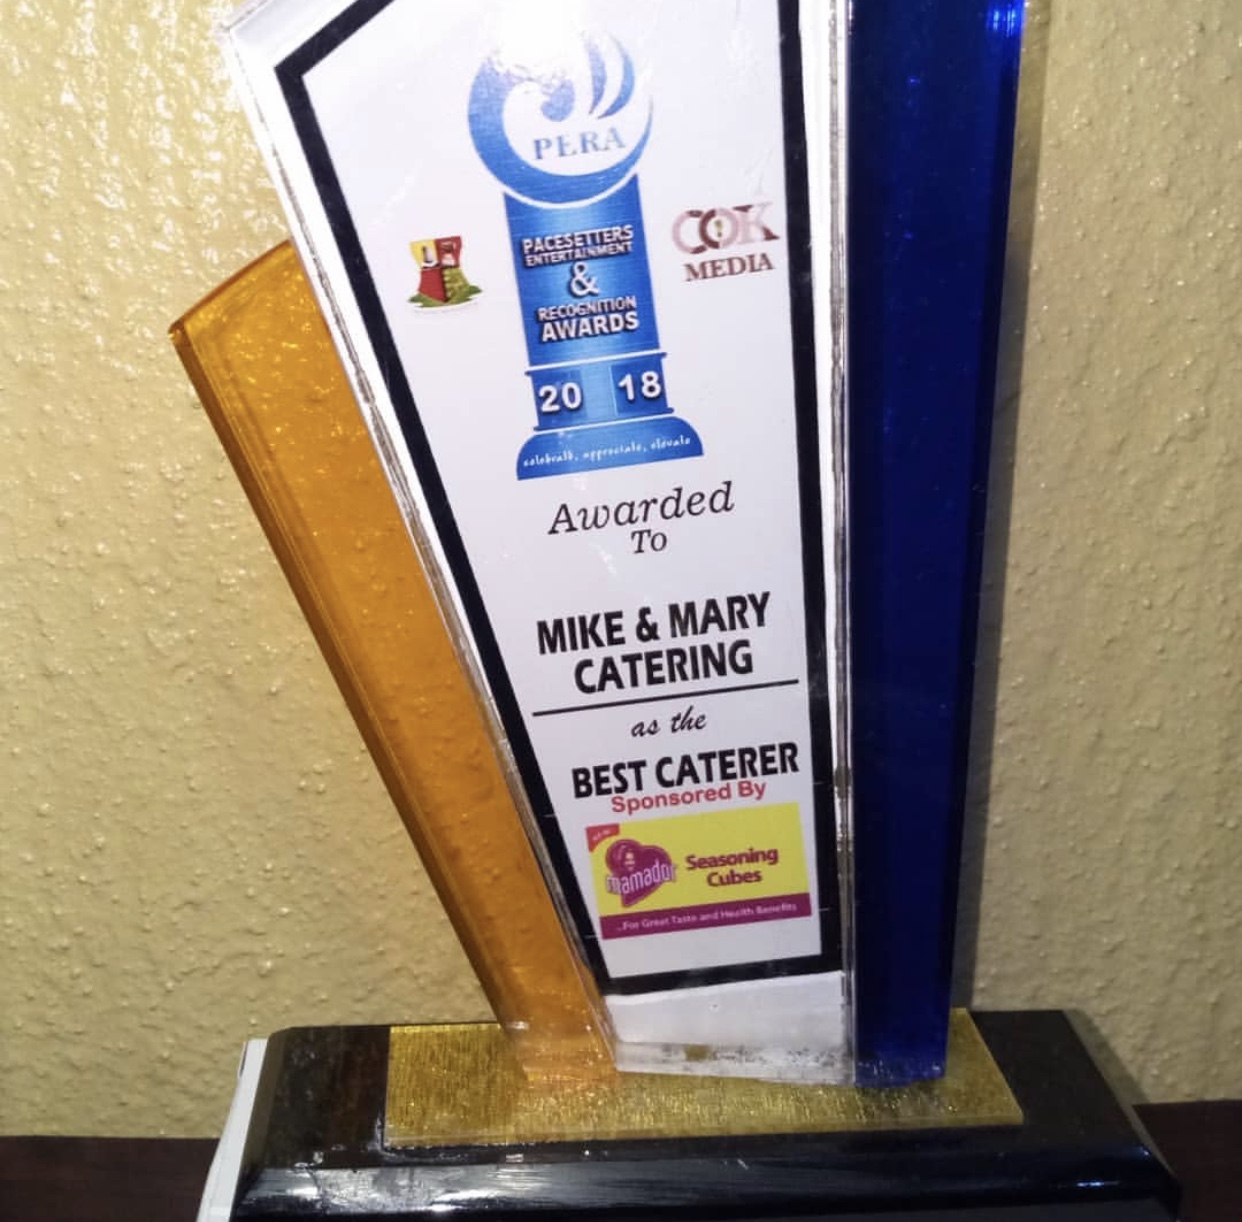 PERA
PACESETTERS
ENTERTAINMENT
&
RECOGNITION
AWARDS
20 18
celebrate, appreciate, elevate
COK
MEDIA
Awarded
To
MIKE & MARY
CATERING
as the
BEST CATERER
Sponsored By
NEW
mamador
Seasoning
Cubes
...For Great Taste and Health Benefits